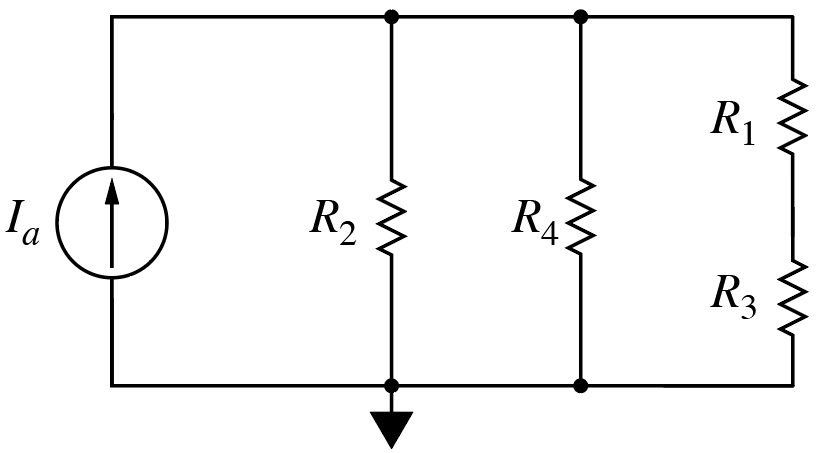 R₁
Iₐ R₂ R₄
R₃